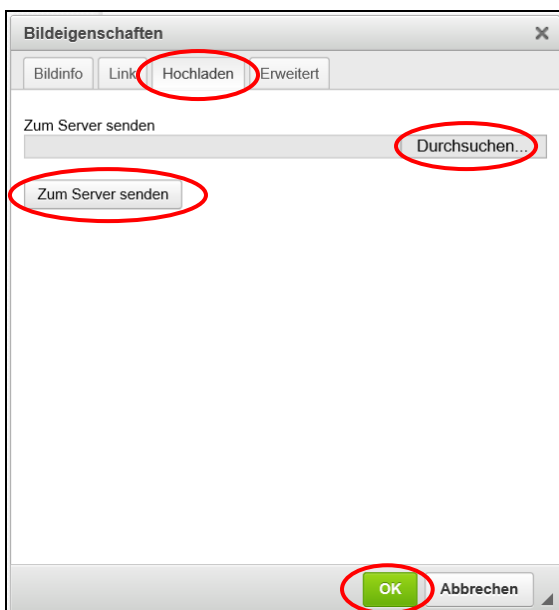 Bildeigenschaften
Bildinfo Link Hochladen Erweitert
Zum Server senden
Durchsuchen...
Zum Server senden
OK Abbrechen